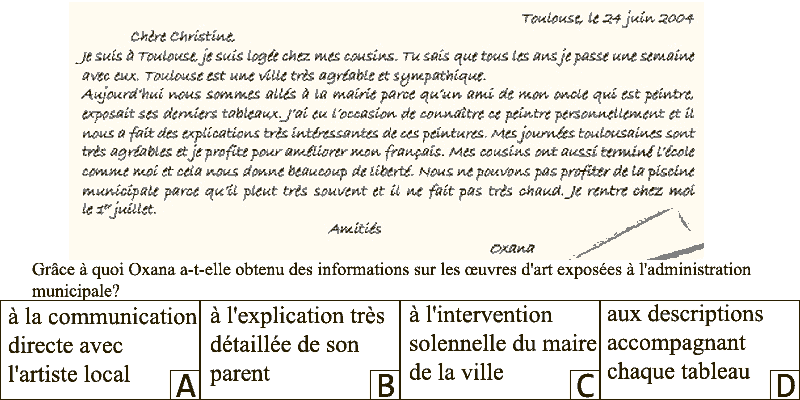 Toulouse, le 24 juin 2004
Chère Christine,
Je suis à Toulouse, je suis logée chez mes cousins. Tu sais que tous les ans je passe une semaine
avec eux. Toulouse est une ville très agréable et sympathique.
Aujourd'hui nous sommes allés à la mairie parce qu'un ami de mon oncle qui est peintre,
exposait ses derniers tableaux. J'ai eu l'occasion de connaître ce peintre personnellement et il
nous a fait des explications très intéressantes de ces peintures. Mes journées toulousaines sont
très agréables et je profite pour améliorer mon français. Mes cousins ont aussi terminé l'école
comme moi et cela nous donne beaucoup de liberté. Nous ne pouvons pas profiter de la piscine
municipale parce qu'il pleut très souvent et il ne fait pas très chaud. Je rentre chez moi
le 1er juillet.
Amitiés
Oxana
Grâce à quoi Oxana a-t-elle obtenu des informations sur les œuvres d'art exposées à l'administration
municipale?
à la communication
directe avec
l'artiste local
A
à l'explication très
détaillée de son
parent
B
à l'intervention
solennelle du maire
de la ville
C
aux descriptions
accompagnant
chaque tableau
D